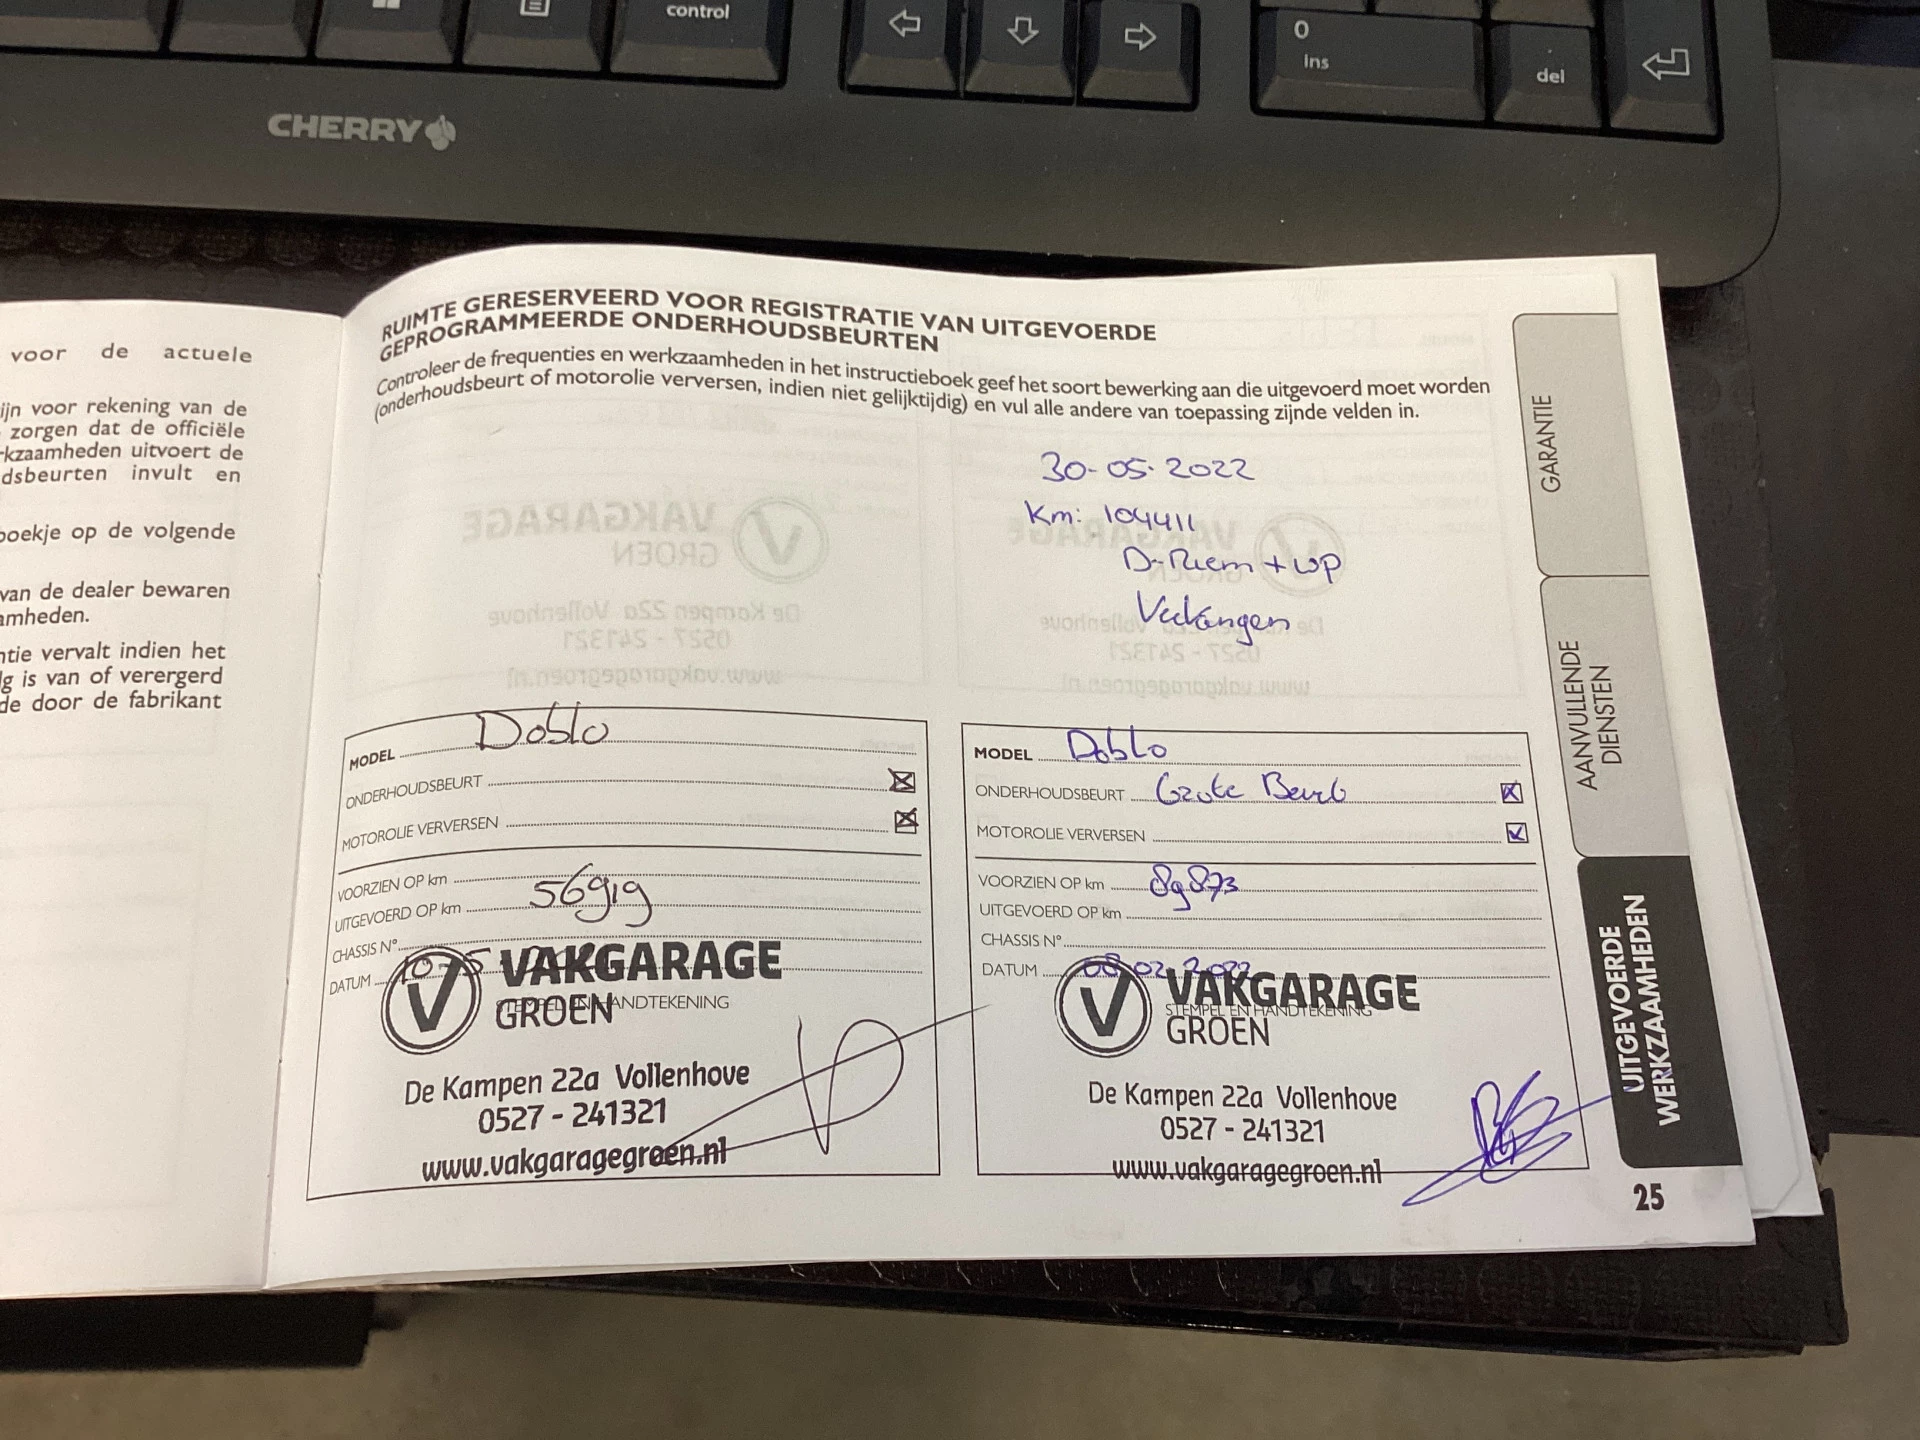 control
0
Ins
del
CHERRY
voor de actuele
ijn voor rekening van de
zorgen dat de officiële
rkzaamheden uitvoert de
dsbeurten invult en
boekje op de volgende
van de dealer bewaren
amheden.
ntie vervalt indien het
lg is van of verergerd
de door de fabrikant
RUIMTE GERESERVEERD VOOR REGISTRATIE VAN UITGEVOERDE
GEPROGRAMMEERDE ONDERHOUDSBEURTEN
Controleer de frequenties en werkzaamheden in het instructieboek geef het soort bewerking aan die uitgevoerd moet worden
(onderhoudsbeurt of motorolie verversen, indien niet gelijktijdig) en vul alle andere van toepassing zijnde velden in.
30-05-2022
Km: 104411
D-Riem + wp
Vervangen
MODEL Doblo
ONDERHOUDSBEURT
MOTOROLIE VERVERSEN
VOORZIEN OP km
UITGEVOERD OP km 56919
CHASSIS N°
DATUM 10-5
VAKGARAGE
GROEN
STEMPEL EN HANDTEKENING
De Kampen 22a Vollenhove
0527 - 241321
www.vakgaragegroen.nl
MODEL Doblo
ONDERHOUDSBEURT Grote Beurt
MOTOROLIE VERVERSEN
VOORZIEN OP km 89873
UITGEVOERD OP km
CHASSIS N°
DATUM 08-02-2022
VAKGARAGE
STEMPEL EN HANDTEKENING
GROEN
De Kampen 22a Vollenhove
0527 - 241321
www.vakgaragegroen.nl
GARANTIE
AANVULLENDE
DIENSTEN
UITGEVOERDE
WERKZAAMHEDEN
25